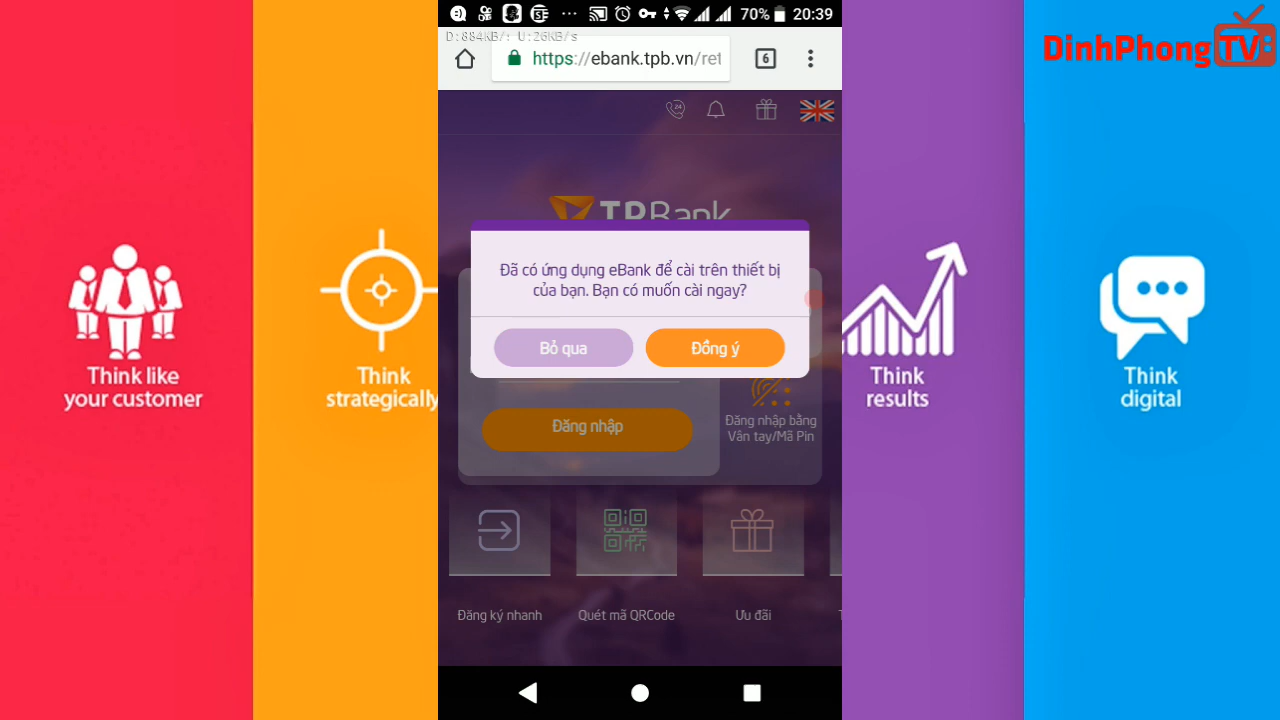 70% 20:39
D:884KB/s U:26KB/s
https://ebank.tpb.vn/ret
6
DinhPhong TV
24
TPBank
Đã có ứng dụng eBank để cài trên thiết bị
của bạn. Bạn có muốn cài ngay?
Bỏ qua
Đồng ý
Đăng nhập
Đăng nhập bằng
Vân tay/Mã Pin
Đăng ký nhanh
Quét mã QRCode
Ưu đãi
Think like
your customer
Think
strategically
Think
results
Think
digital